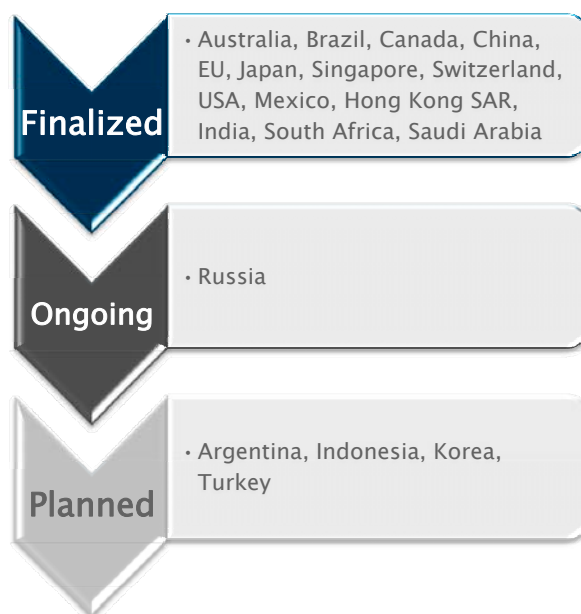 Finalized
• Australia, Brazil, Canada, China,
EU, Japan, Singapore, Switzerland,
USA, Mexico, Hong Kong SAR,
India, South Africa, Saudi Arabia
Ongoing
• Russia
Planned
• Argentina, Indonesia, Korea,
Turkey